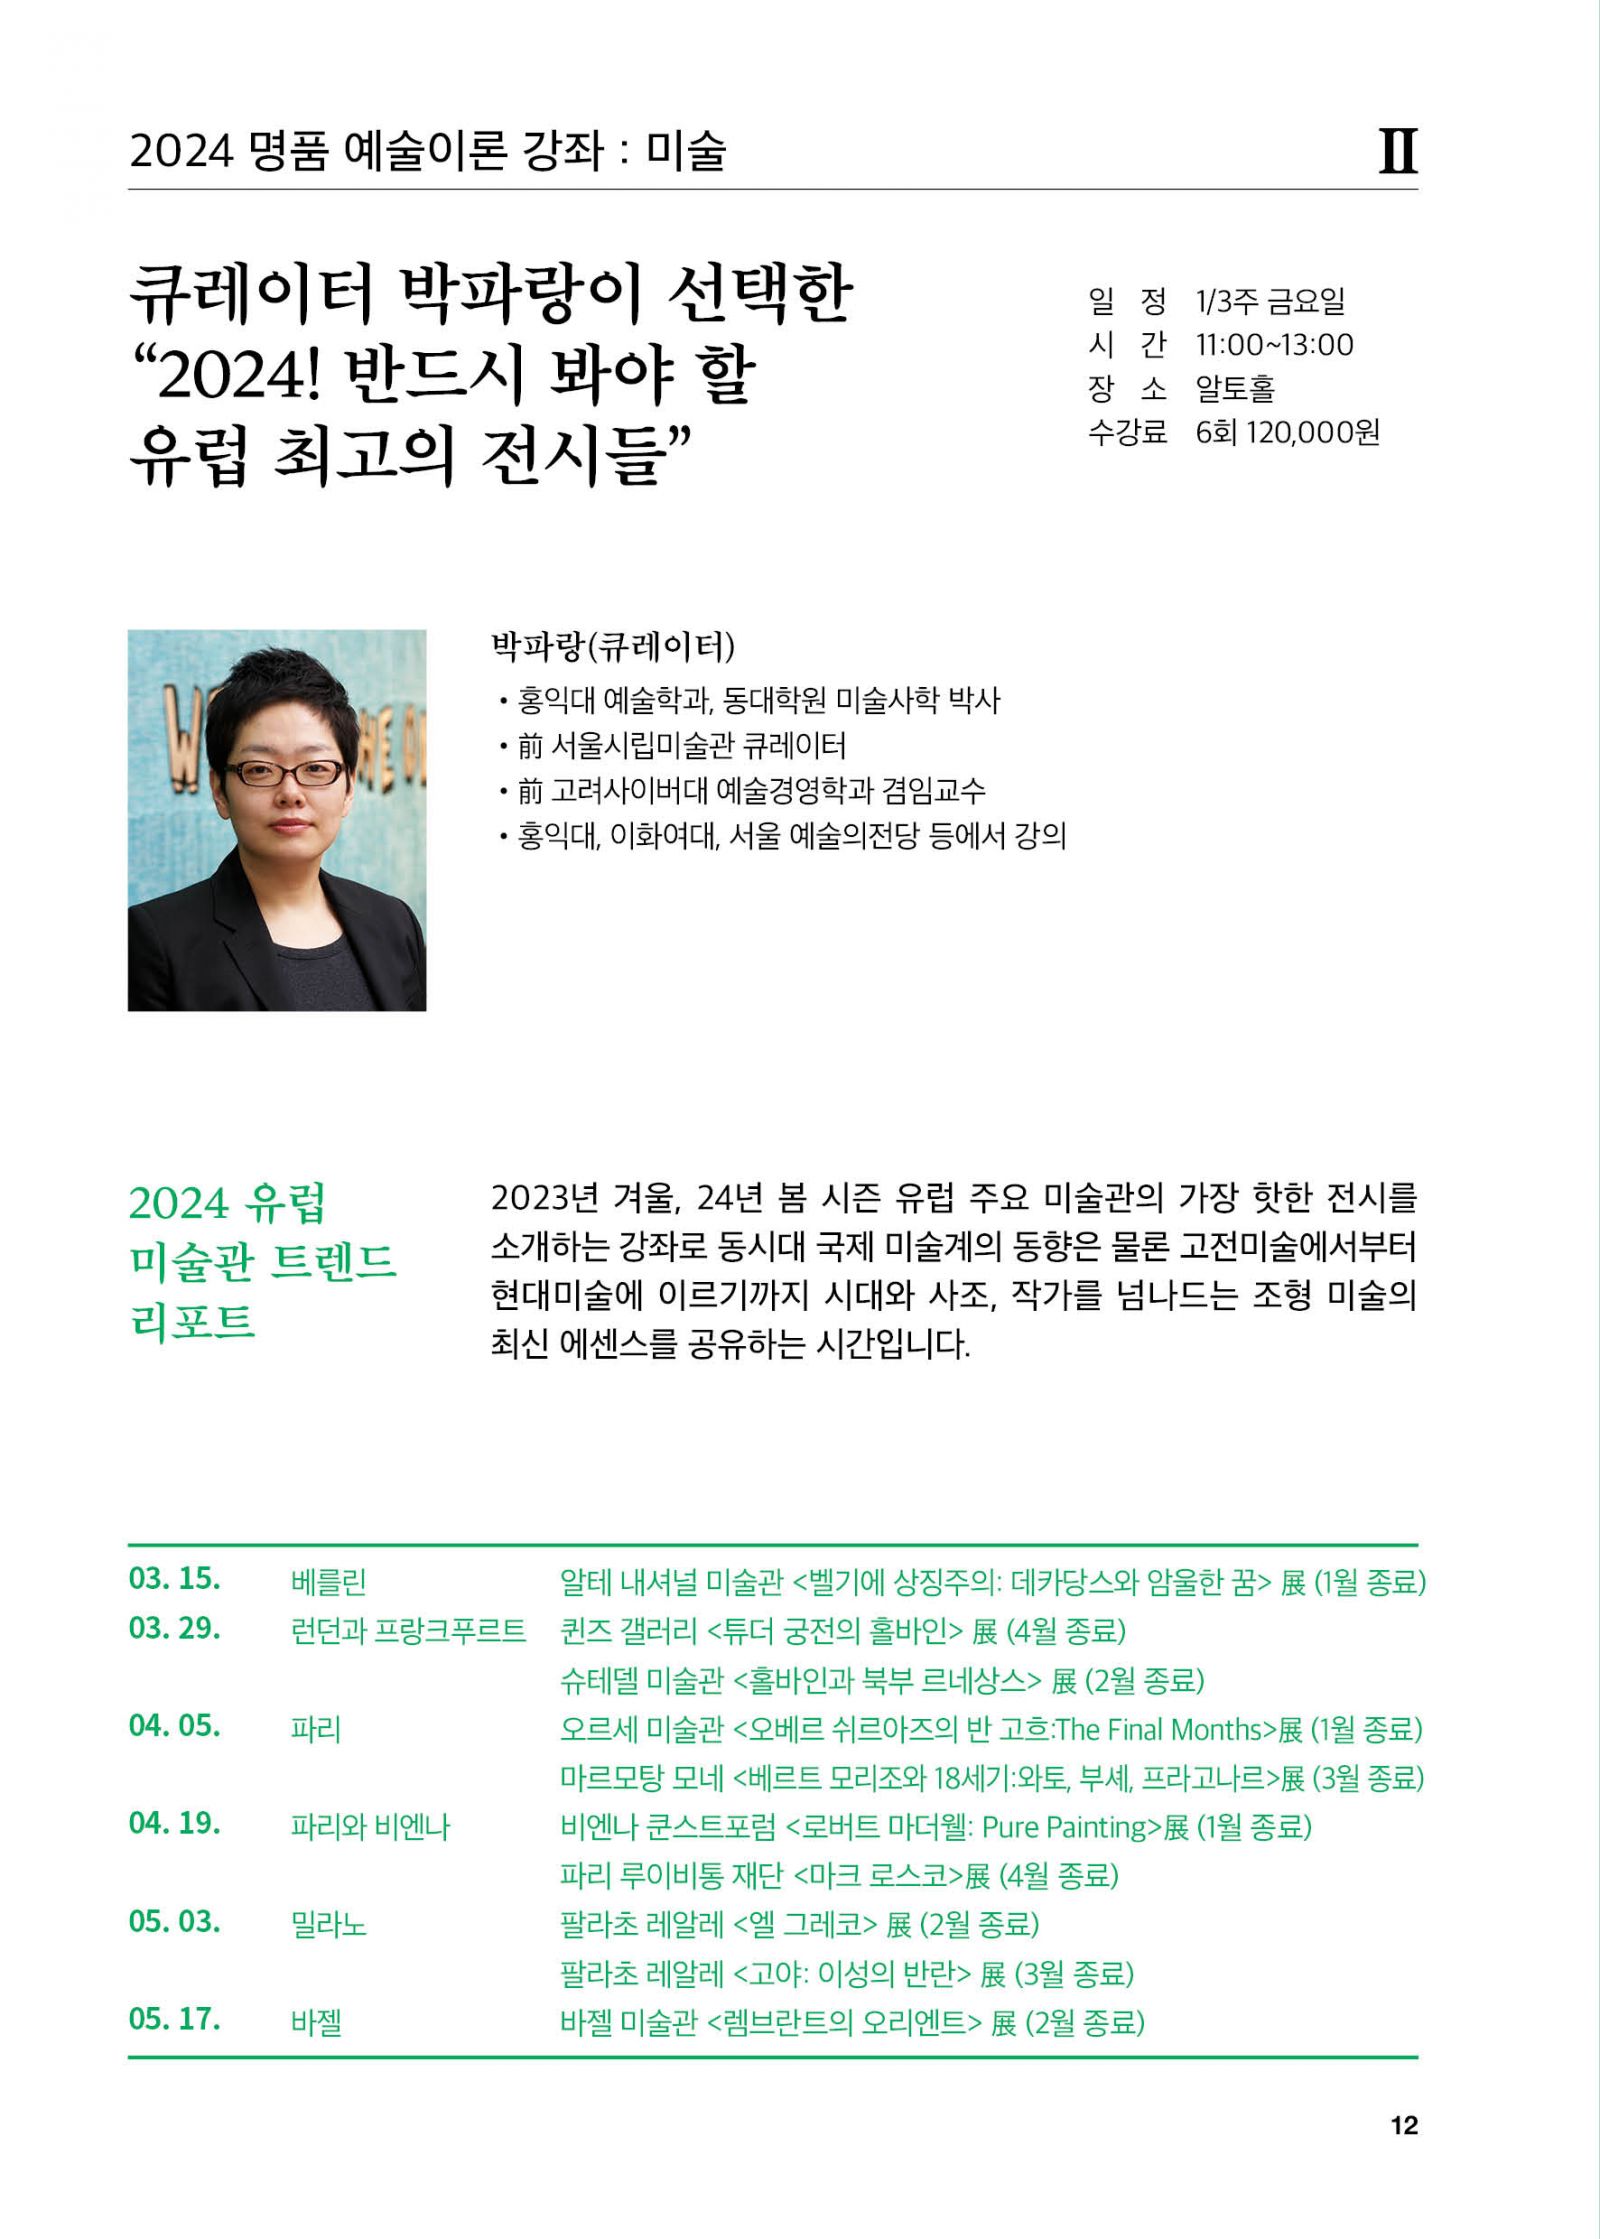 2024 명품 예술이론 강좌 : 미술
II
큐레이터 박파랑이 선택한
“2024! 반드시 봐야 할
유럽 최고의 전시들”
일 정 1/3주 금요일
시 간 11:00~13:00
장 소 알토홀
수강료 6회 120,000원
박파랑(큐레이터)
• 홍익대 예술학과, 동대학원 미술사학 박사
• 前 서울시립미술관 큐레이터
• 前 고려사이버대 예술경영학과 겸임교수
• 홍익대, 이화여대, 서울 예술의전당 등에서 강의
2024 유럽
미술관 트렌드
리포트
2023년 겨울, 24년 봄 시즌 유럽 주요 미술관의 가장 핫한 전시를
소개하는 강좌로 동시대 국제 미술계의 동향은 물론 고전미술에서부터
현대미술에 이르기까지 시대와 사조, 작가를 넘나드는 조형 미술의
최신 에센스를 공유하는 시간입니다.
03. 15. 베를린 알테 내셔널 미술관 <벨기에 상징주의: 데카당스와 암울한 꿈> 展 (1월 종료)
03. 29. 런던과 프랑크푸르트 퀸즈 갤러리 <튜더 궁전의 홀바인> 展 (4월 종료)
슈테델 미술관 <홀바인과 북부 르네상스> 展 (2월 종료)
04. 05. 파리 오르세 미술관 <오베르 쉬르아즈의 반 고흐:The Final Months>展 (1월 종료)
마르모탕 모네 <베르트 모리조와 18세기:와토, 부셰, 프라고나르>展 (3월 종료)
04. 19. 파리와 비엔나 비엔나 쿤스트포럼 <로버트 마더웰: Pure Painting>展 (1월 종료)
파리 루이비통 재단 <마크 로스코>展 (4월 종료)
05. 03. 밀라노 팔라초 레알레 <엘 그레코> 展 (2월 종료)
팔라초 레알레 <고야: 이성의 반란> 展 (3월 종료)
05. 17. 바젤 바젤 미술관 <렘브란트의 오리엔트> 展 (2월 종료)
12